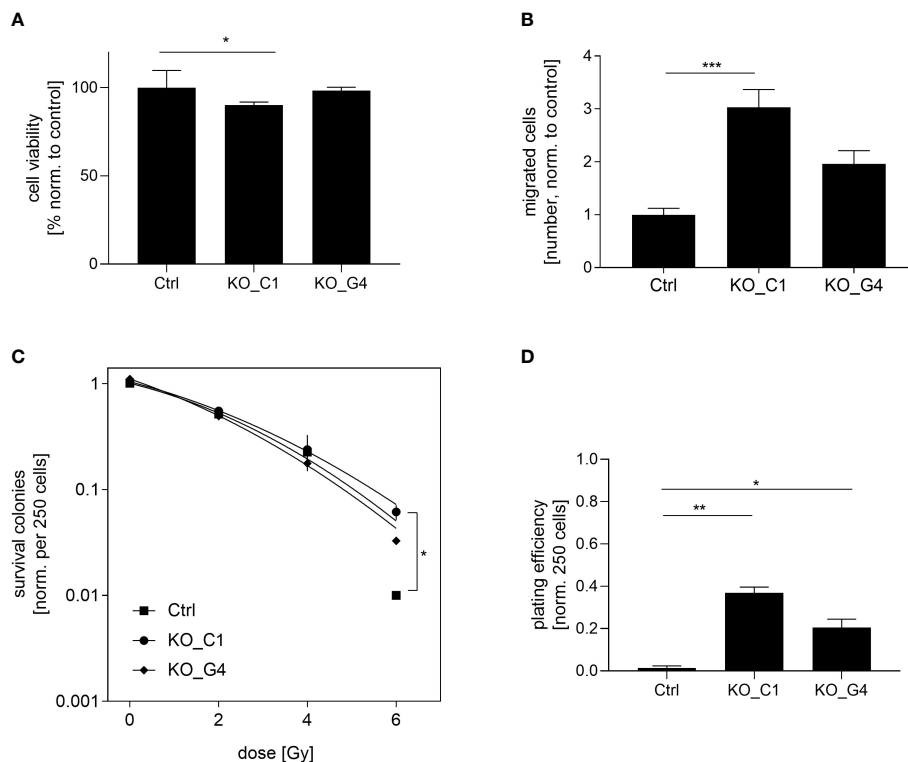 A
*
cell viability
[% norm. to control]
100
50
0
Ctrl
KO_C1
KO_G4
B
***
migrated cells
[number, norm. to control]
4
3
2
1
0
Ctrl
KO_C1
KO_G4
C
survival colonies
[norm. per 250 cells]
1
0.1
0.01
0.001
*
Ctrl
KO_C1
KO_G4
0 2 4 6
dose [Gy]
D
plating efficiency
[norm. 250 cells]
1.0
0.8
0.6
0.4
0.2
0.0
*
**
Ctrl
KO_C1
KO_G4